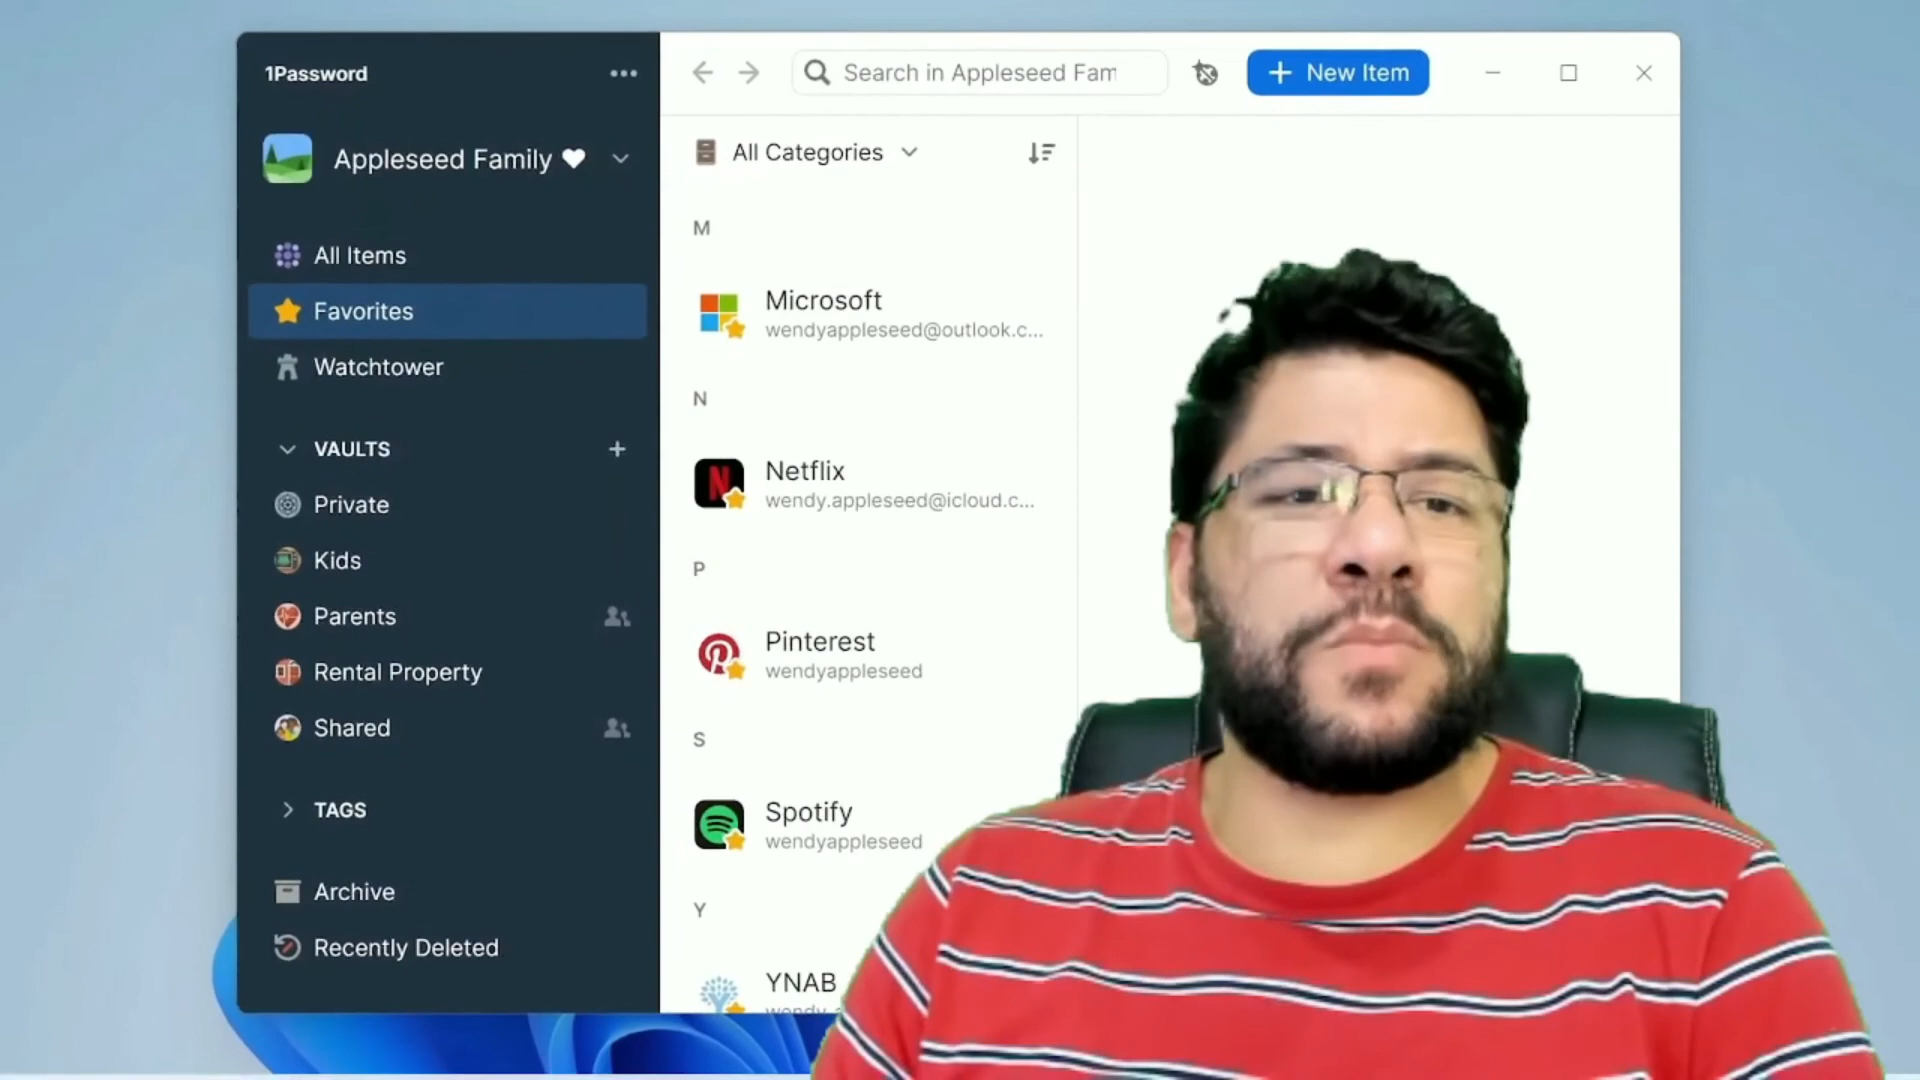 1Password
Appleseed Family
All Items
Favorites
Watchtower
VAULTS
Private
Kids
Parents
Rental Property
Shared
TAGS
Archive
Recently Deleted
Search in Appleseed Fam
New Item
All Categories
M
Microsoft
wendyappleseed@outlook.c...
N
Netflix
wendy.appleseed@icloud.c...
P
Pinterest
wendyappleseed
S
Spotify
wendyappleseed
Y
YNAB